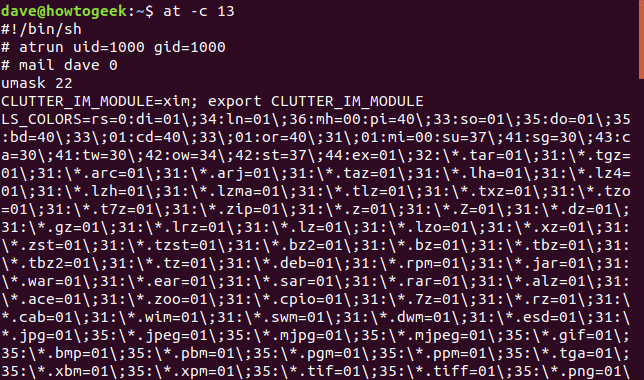 dave@howtogeek:~$ at -c 13
#!/bin/sh
# atrun uid=1000 gid=1000
# mail dave 0
umask 22
CLUTTER_IM_MODULE=xim; export CLUTTER_IM_MODULE
LS_COLORS=rs=0:di=01\;34:ln=01\;36:mh=00:pi=40\;33:so=01\;35:do=01\;35
:bd=40\;33\;01:cd=40\;33\;01:or=40\;31\;01:mi=00:su=37\;41:sg=30\;43:c
a=30\;41:tw=30\;42:ow=34\;42:st=37\;44:ex=01\;32:\*.tar=01\;31:\*.tgz=
01\;31:\*.arc=01\;31:\*.arj=01\;31:\*.taz=01\;31:\*.lha=01\;31:\*.lz4=
01\;31:\*.lzh=01\;31:\*.lzma=01\;31:\*.tlz=01\;31:\*.txz=01\;31:\*.tzo
=01\;31:\*.t7z=01\;31:\*.zip=01\;31:\*.z=01\;31:\*.Z=01\;31:\*.dz=01\;
31:\*.gz=01\;31:\*.lrz=01\;31:\*.lz=01\;31:\*.lzo=01\;31:\*.xz=01\;31:
\*.zst=01\;31:\*.tzst=01\;31:\*.bz2=01\;31:\*.bz=01\;31:\*.tbz=01\;31:
\*.tbz2=01\;31:\*.tz=01\;31:\*.deb=01\;31:\*.rpm=01\;31:\*.jar=01\;31:
\*.war=01\;31:\*.ear=01\;31:\*.sar=01\;31:\*.rar=01\;31:\*.alz=01\;31:
\*.ace=01\;31:\*.zoo=01\;31:\*.cpio=01\;31:\*.7z=01\;31:\*.rz=01\;31:\
*.cab=01\;31:\*.wim=01\;31:\*.swm=01\;31:\*.dwm=01\;31:\*.esd=01\;31:\
*.jpg=01\;35:\*.jpeg=01\;35:\*.mjpg=01\;35:\*.mjpeg=01\;35:\*.gif=01\;
35:\*.bmp=01\;35:\*.pbm=01\;35:\*.pgm=01\;35:\*.ppm=01\;35:\*.tga=01\;
35:\*.xbm=01\;35:\*.xpm=01\;35:\*.tif=01\;35:\*.tiff=01\;35:\*.png=01\